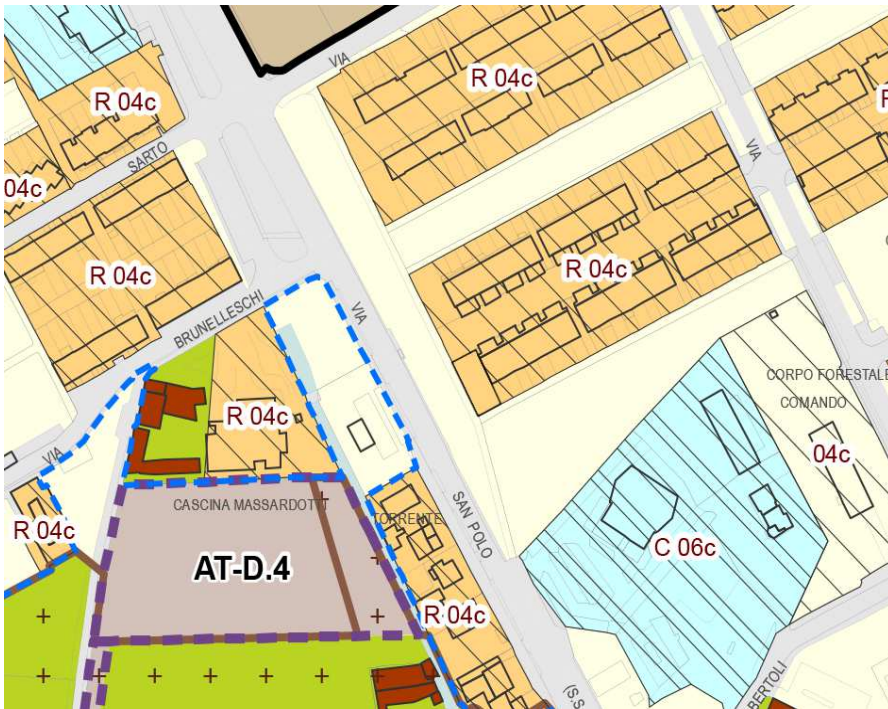 VIA
R 04c
R 04c
SARTO
VIA
04c
R 04c
R 04c
BRUNELLESCHI
VIA
CORPO FORESTALE
COMANDO
R 04c
04c
VIA
CASCINA MASSARDOTTI
TORRENTE
SAN POLO
R 04c
C 06c
AT-D.4
R 04c
BERTOLI
(S.S.